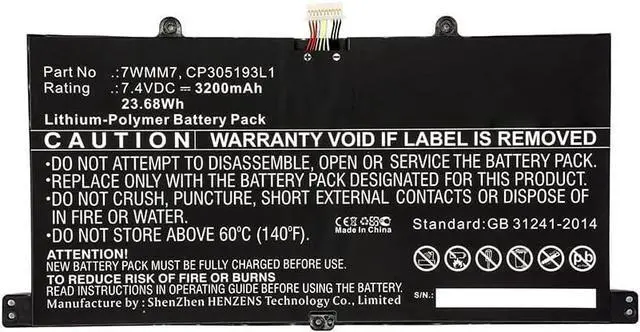 Part No .:7WMM7, CP305193L1
Rating .:7.4VDC ⎓ 3200mAh
23.68Wh
Lithium-Polymer Battery Pack
CAUTION WARRANTY VOID IF LABEL IS REMOVED
•DO NOT ATTEMPT TO DISASSEMBLE, OPEN OR SERVICE THE BATTERY PACK.
•REPLACE ONLY WITH THE BATTERY PACK DESIGNATED FOR THIS PRODUCT.
•DO NOT CRUSH, PUNCTURE, SHORT EXTERNAL CONTACTS OR DISPOSE OF
IN FIRE OR WATER.
•DO NOT STORE ABOVE 60°C (140°F).
CE
Made in China
Standard:GB 31241-2014
ATTENTION!
NEW BATTERY PACK MUST BE FULLY CHARGED BEFORE USE.
TO REDUCE RISK OF FIRE OR BURNS
READ INSTRUCTIONS IN OPERATING GUIDE BEFORE USING BATTERY
Manufacture by : ShenZhen HENZENS Technology Co., Limited
S/N.: